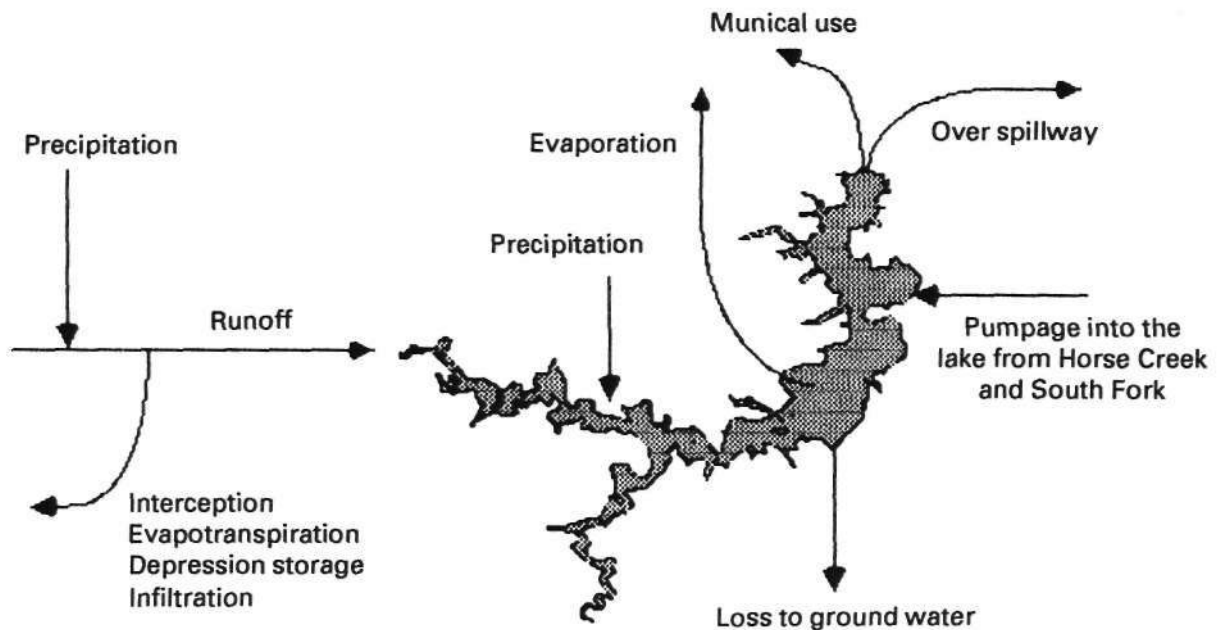 Munical use
Over spillway
Precipitation
Evaporation
Precipitation
Runoff
Pumpage into the
lake from Horse Creek
and South Fork
Interception
Evapotranspiration
Depression storage
Infiltration
Loss to ground water